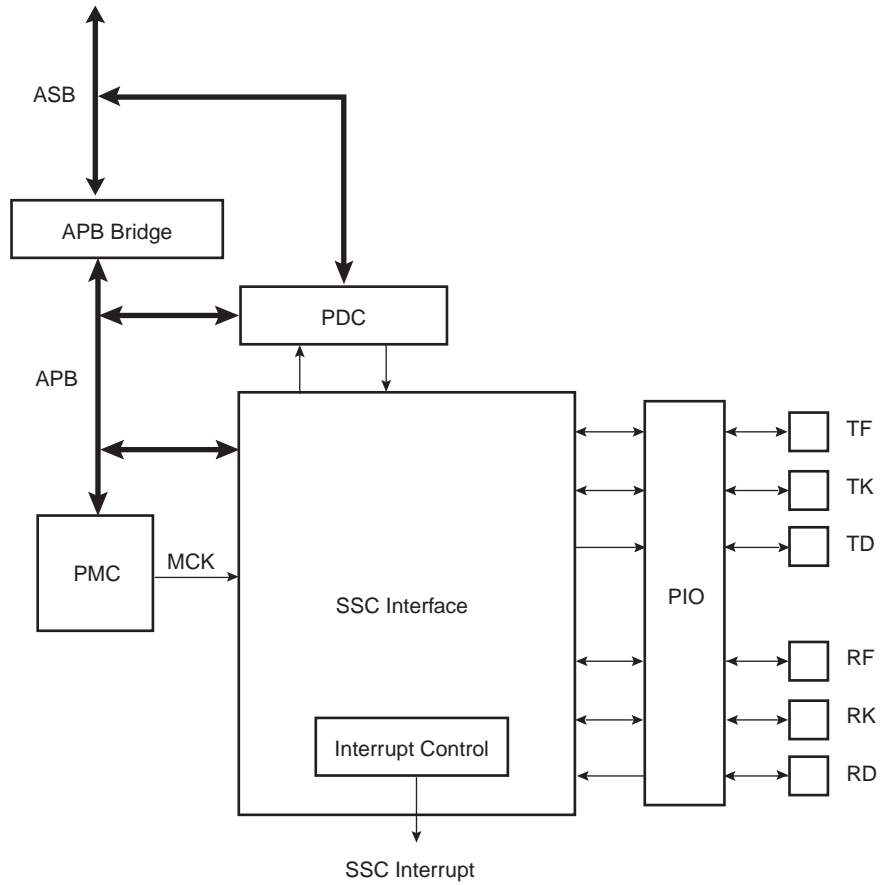 ASB
APB Bridge
PDC
APB
TF
TK
TD
PMC
MCK
SSC Interface
PIO
RF
RK
RD
Interrupt Control
SSC Interrupt